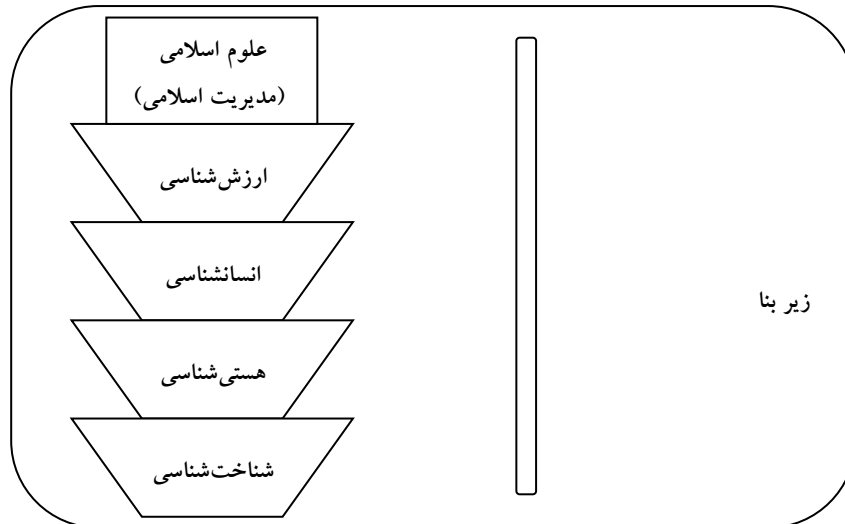 علوم اسلامی
(مدیریت اسلامی)
ارزش‌شناسی
انسانشناسی
زیر بنا
هستی‌شناسی
شناخت‌شناسی